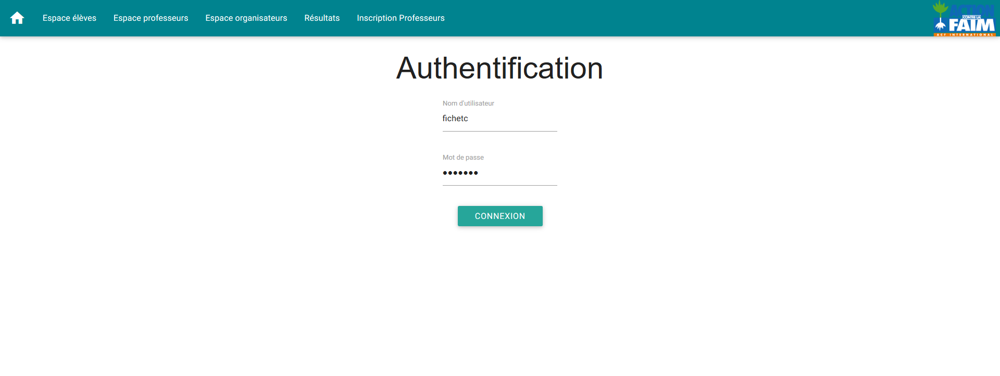 Espace élèves Espace professeurs Espace organisateurs Résultats Inscription Professeurs
ACTION
CONTRE LA
FAIM
ACF INTERNATIONAL
Authentification
Nom d'utilisateur
fichetc
Mot de passe
•••••••
CONNEXION